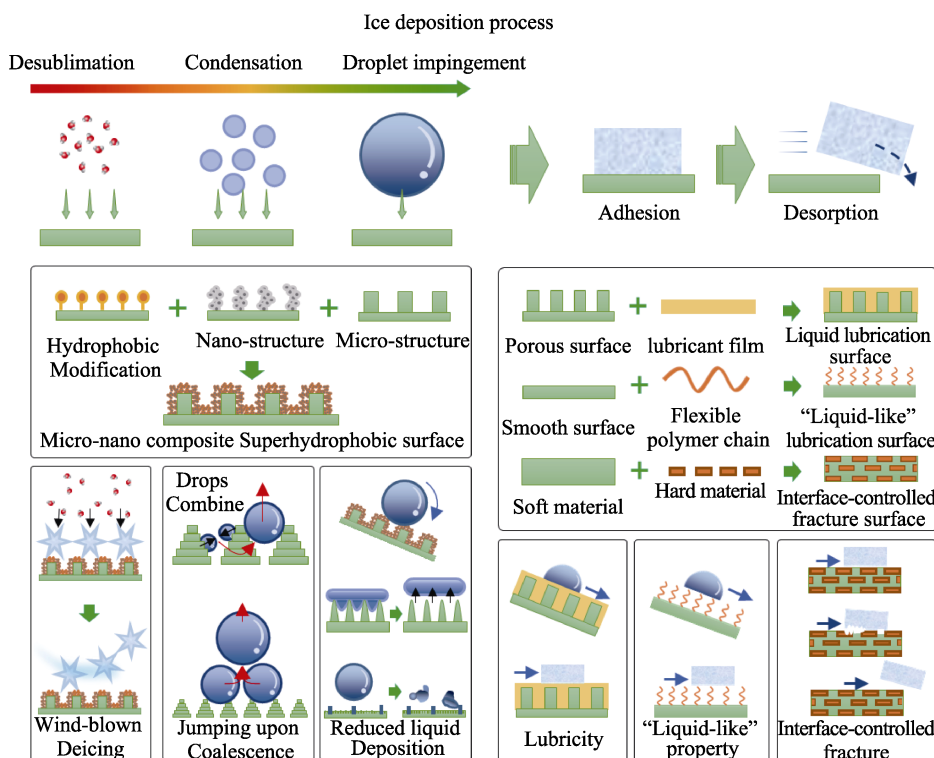 Ice deposition process
Desublimation
Condensation
Droplet impingement
Adhesion
Desorption
Hydrophobic
Modification
Nano-structure
Micro-structure
Micro-nano composite Superhydrophobic surface
Porous surface
lubricant film
Liquid lubrication
surface
Smooth surface
Flexible
polymer chain
“Liquid-like”
lubrication surface
Soft material
Hard material
Interface-controlled
fracture surface
Wind-blown
Deicing
Drops
Combine
Jumping upon
Coalescence
Reduced liquid
Deposition
Lubricity
“Liquid-like”
property
Interface-controlled
fracture